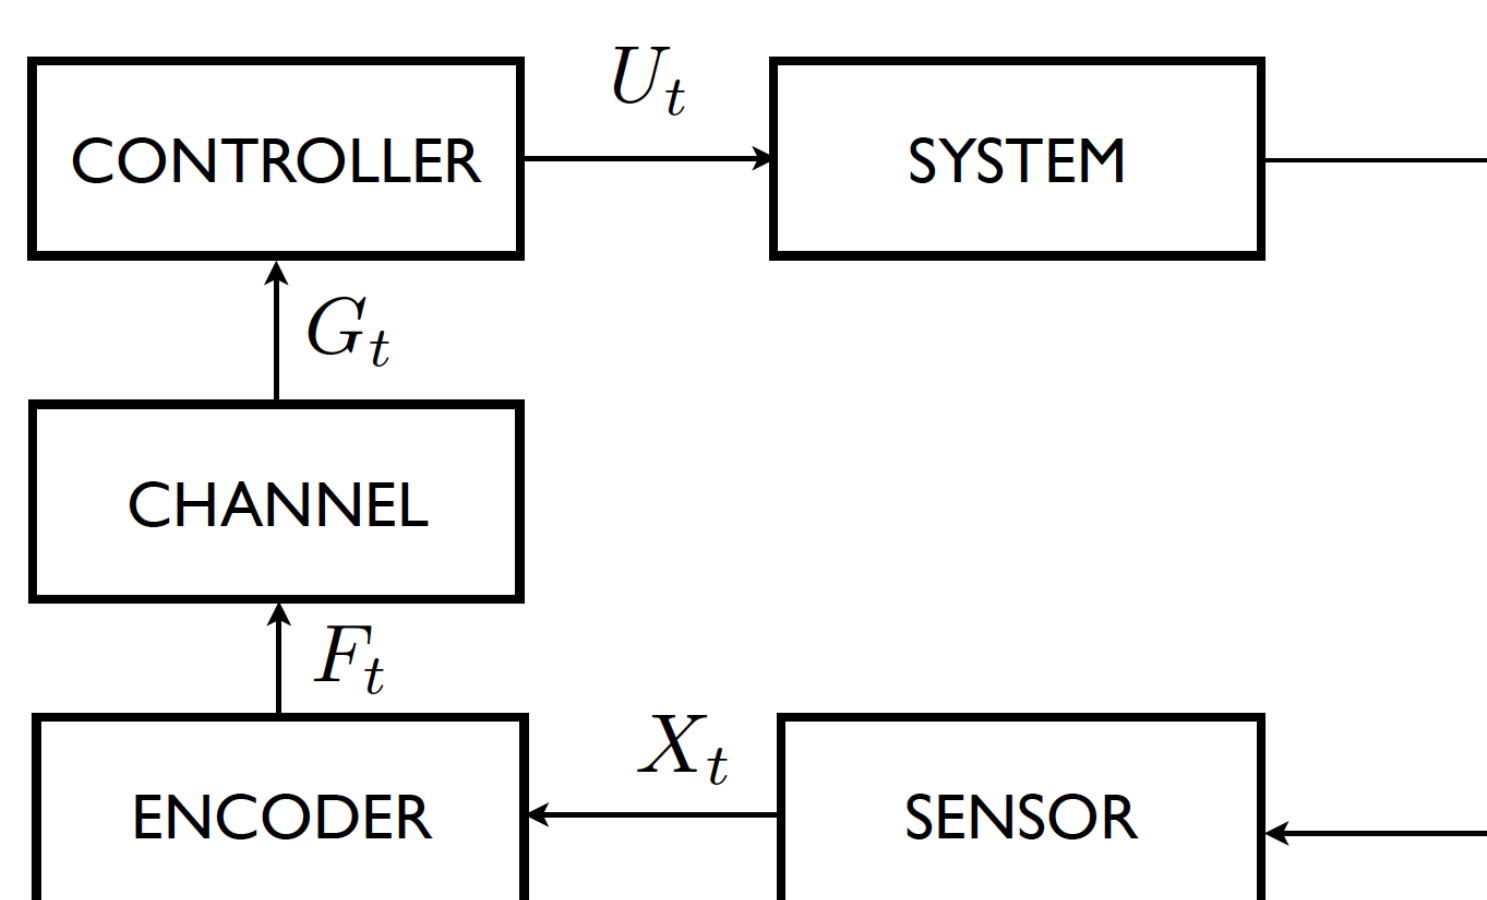 U_t
CONTROLLER
SYSTEM
G_t
CHANNEL
F_t
X_t
ENCODER
SENSOR